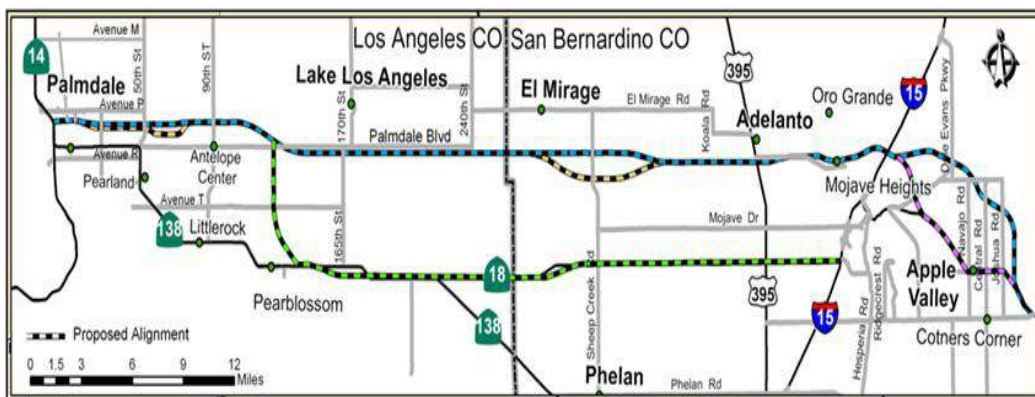 Avenue M
14
Palmdale
50th St
90th ST
Avenue P
170th St
Los Angeles CO
San Bernardino CO
Lake Los Angeles
240th St
El Mirage
El Mirage Rd
Koala Rd
395
Adelanto
Oro Grande
15
Dale Evans Pkwy
Palmdale Blvd
Avenue R
Antelope
Center
Pearland
Avenue T
138
Littlerock
165th St
Mojave Heights
Mojave Dr
Navajo Rd
Central Rd
Joshua Rd
Pearblossom
18
Sheep Creek Rd
395
15
Hesperia Rd
Ridgecrest Rd
Apple
Valley
138
Cotners Corner
Phelan
Phelan Rd
Proposed Alignment
0 1.5 3 6 9 12
Miles